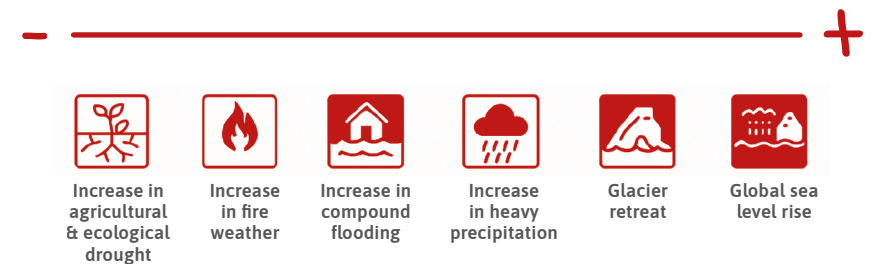 - +
Increase in
agricultural
& ecological
drought
Increase
in fire
weather
Increase in
compound
flooding
Increase
in heavy
precipitation
Glacier
retreat
Global sea
level rise